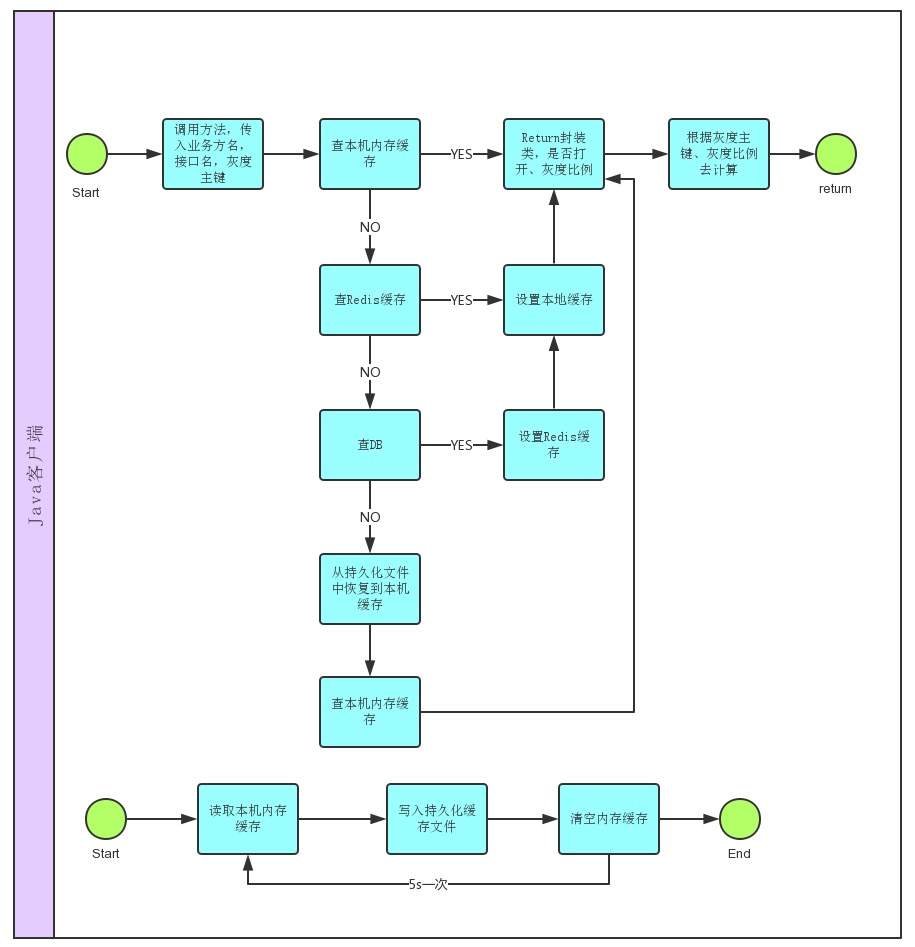 Java客户端
Start
调用方法，传
入业务方名，
接口名，灰度
主键
查本机内存缓
存
YES
Return封装
类，是否打
开、灰度比例
根据灰度主
键、灰度比例
去计算
return
NO
查Redis缓存
YES
设置本地缓存
NO
查DB
YES
设置Redis缓
存
NO
从持久化文件
中恢复到本机
缓存
查本机内存缓
存
Start
读取本机内存
缓存
写入持久化缓
存文件
清空内存缓存
End
5s一次